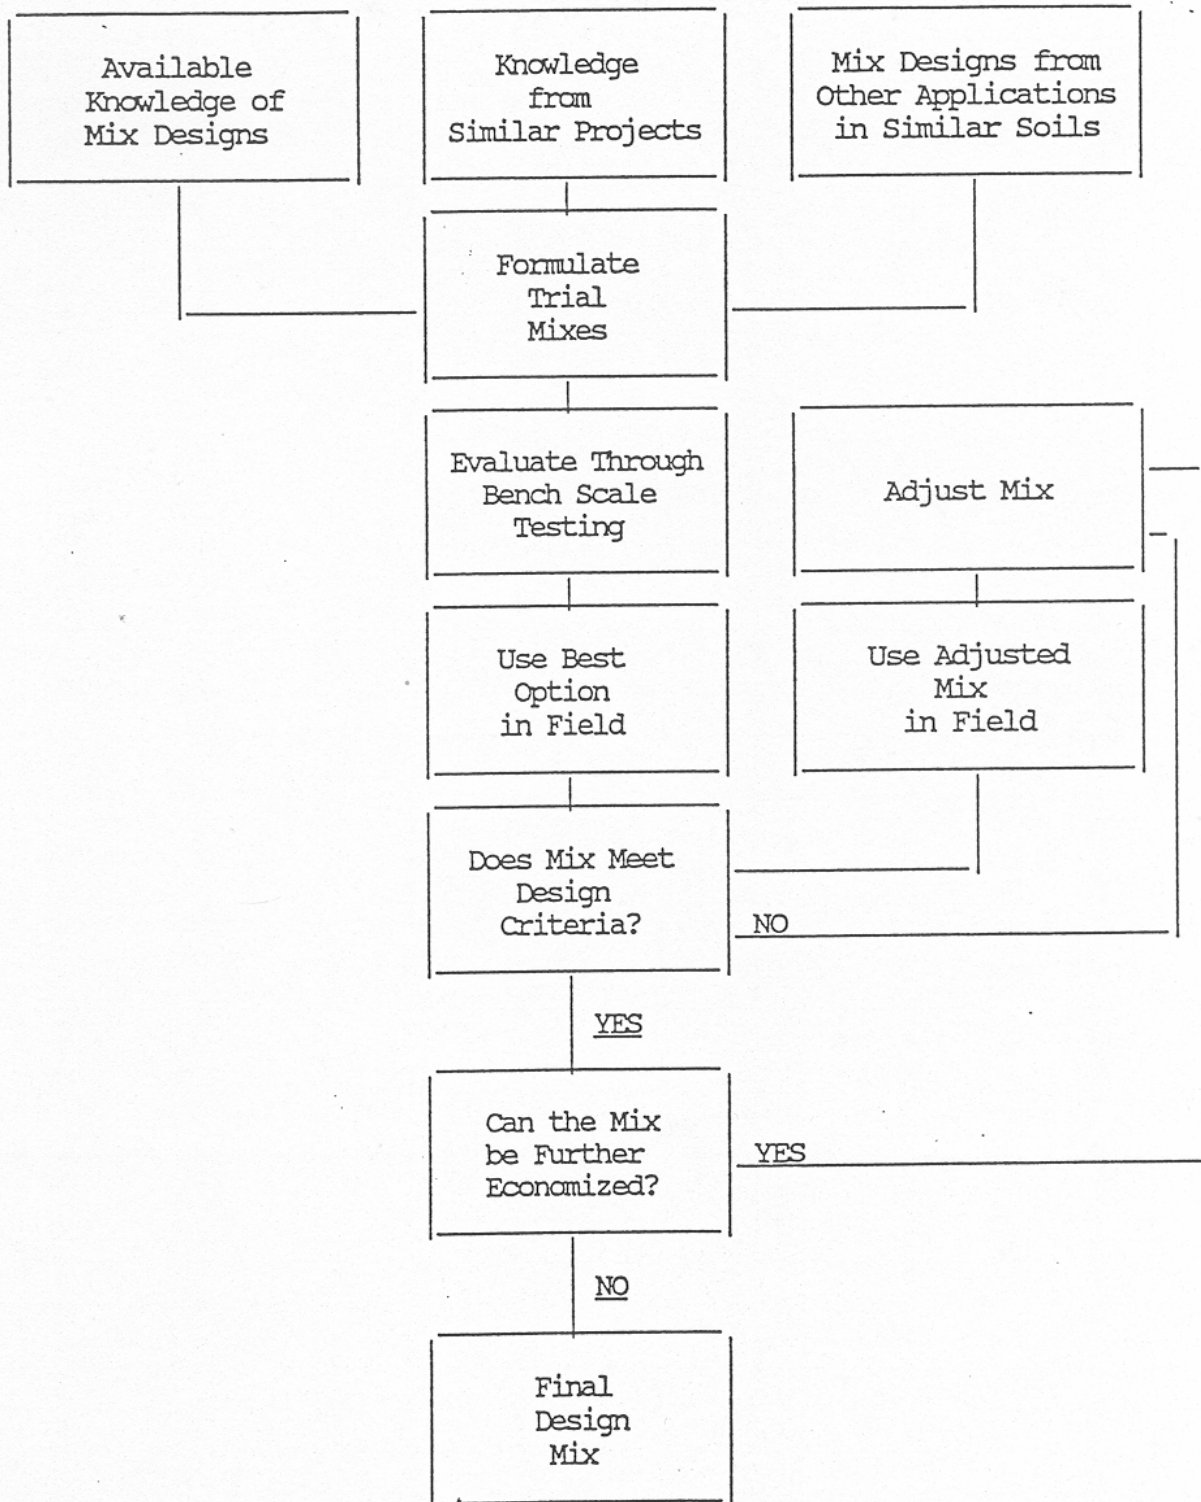 Available
Knowledge of
Mix Designs
Knowledge
from
Similar Projects
Mix Designs from
Other Applications
in Similar Soils
Formulate
Trial
Mixes
Evaluate Through
Bench Scale
Testing
Adjust Mix
Use Best
Option
in Field
Use Adjusted
Mix
in Field
Does Mix Meet
Design
Criteria?
NO
YES
Can the Mix
be Further
Economized?
YES
NO
Final
Design
Mix